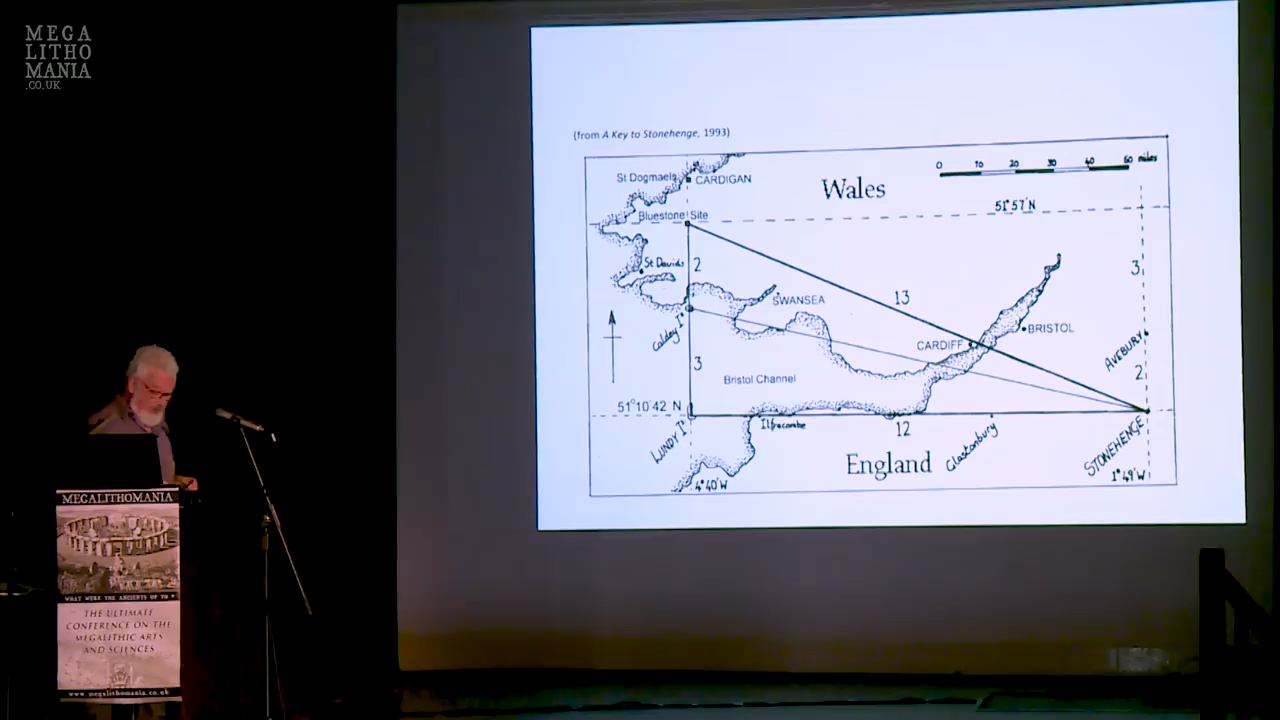 MEGA
LITHO
MANIA
.CO.UK
(from A Key to Stonehenge, 1993)
0 10 20 30 40 50 miles
St Dogmaels
CARDIGAN
Wales
51°57'N
Bluestone Site
St Davids
2
3
SWANSEA
13
Caldey Iˢ
CARDIFF
BRISTOL
AVEBURY
3
Bristol Channel
2
51°10'42 N
LUNDY Iˢ
Ilfracombe
12
Glastonbury
STONEHENGE
England
4°40'W
1°49'W
MEGALITHOMANIA
WHAT WERE THE ANCIENTS UP TO ?
THE ULTIMATE
CONFERENCE ON THE
MEGALITHIC ARTS
AND SCIENCES
www.megalithomania.co.uk